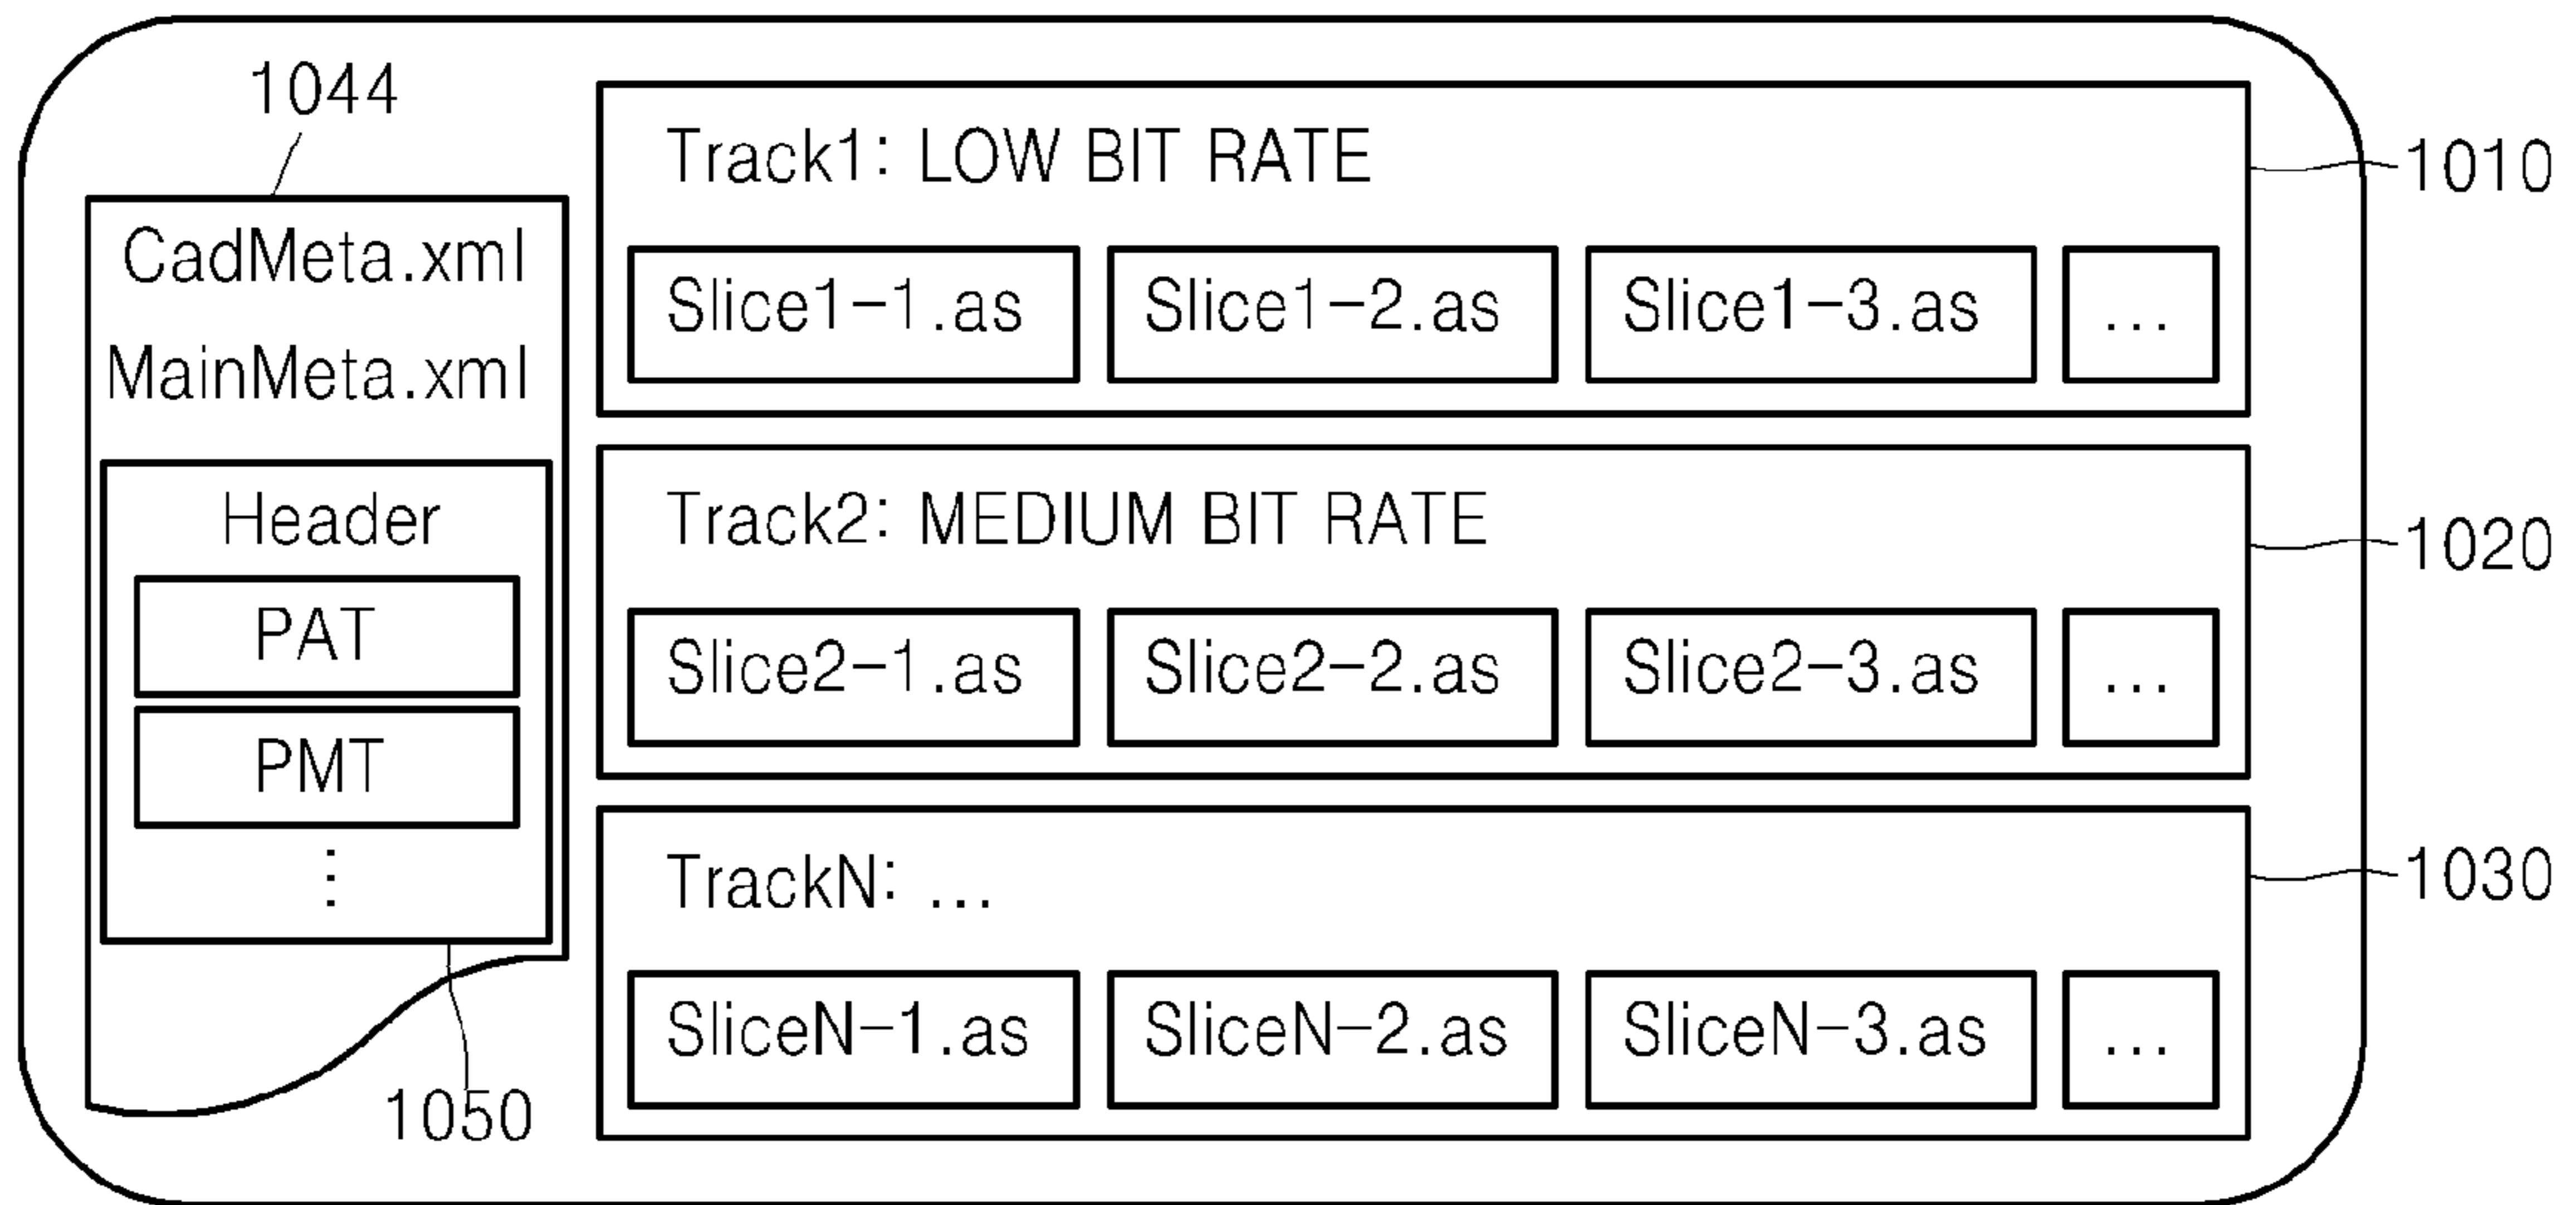 1044
CadMeta.xml
MainMeta.xml
Header
PAT
PMT
⋮
1050
Track1: LOW BIT RATE
1010
Slice1-1.as Slice1-2.as Slice1-3.as ...
Track2: MEDIUM BIT RATE
1020
Slice2-1.as Slice2-2.as Slice2-3.as ...
TrackN: ...
1030
SliceN-1.as SliceN-2.as SliceN-3.as ...